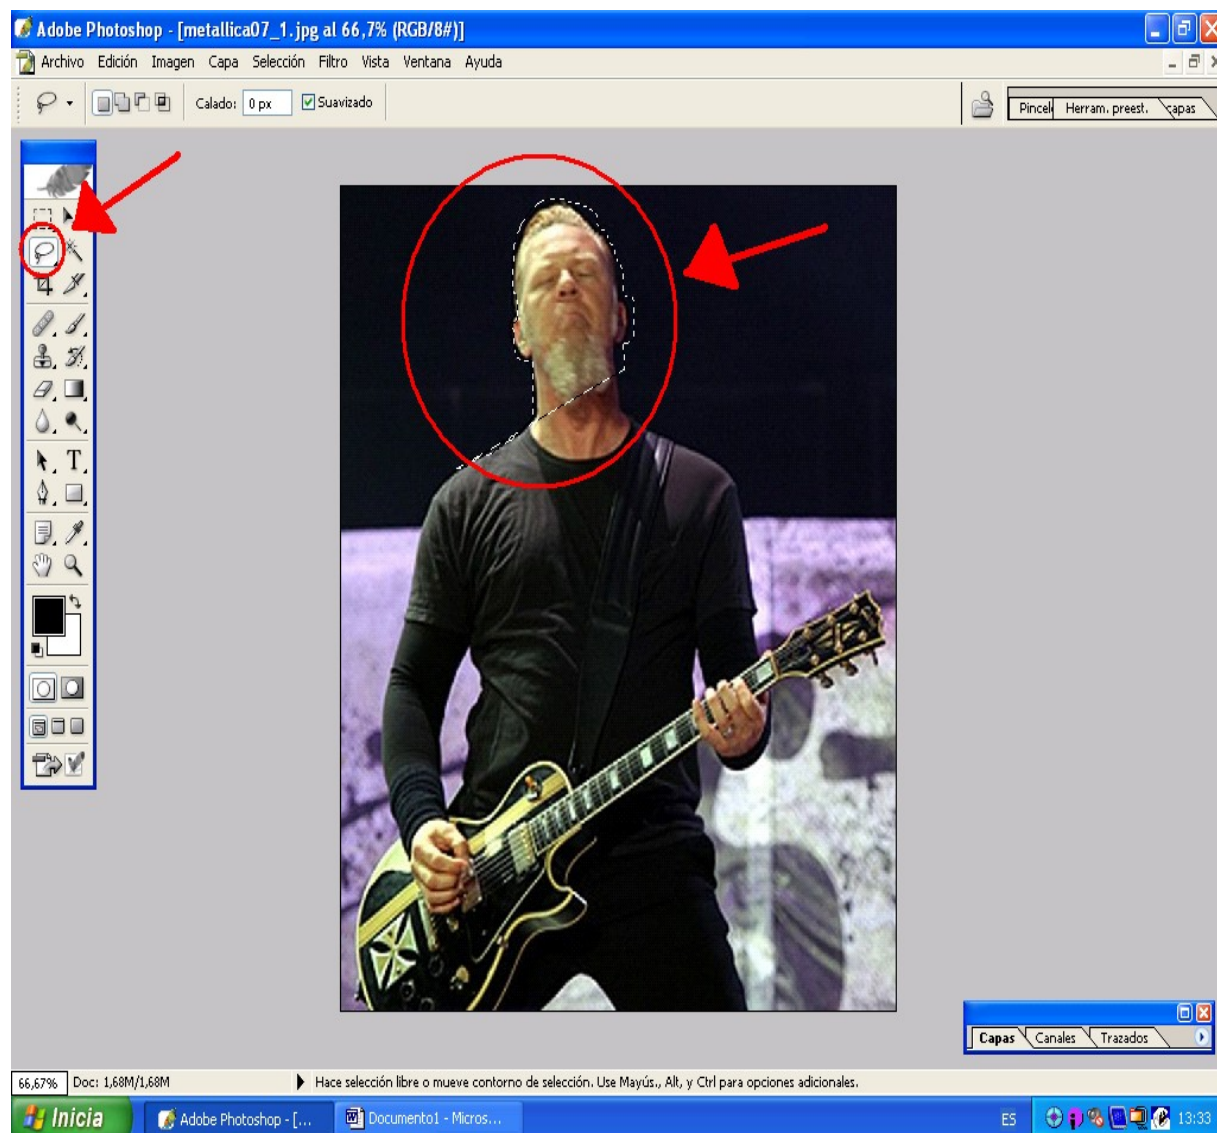 Adobe Photoshop - [metallica07_1.jpg al 66,7% (RGB/8#)]
Archivo Edición Imagen Capa Selección Filtro Vista Ventana Ayuda
Calado: 0 px Suavizado
Pincel Herram. preest. capas
T
Capas Canales Trazados
66,67% Doc: 1,68M/1,68M Hace selección libre o mueve contorno de selección. Use Mayús., Alt, y Ctrl para opciones adicionales.
Inicia Adobe Photoshop - [... Documento1 - Micros... ES 13:33